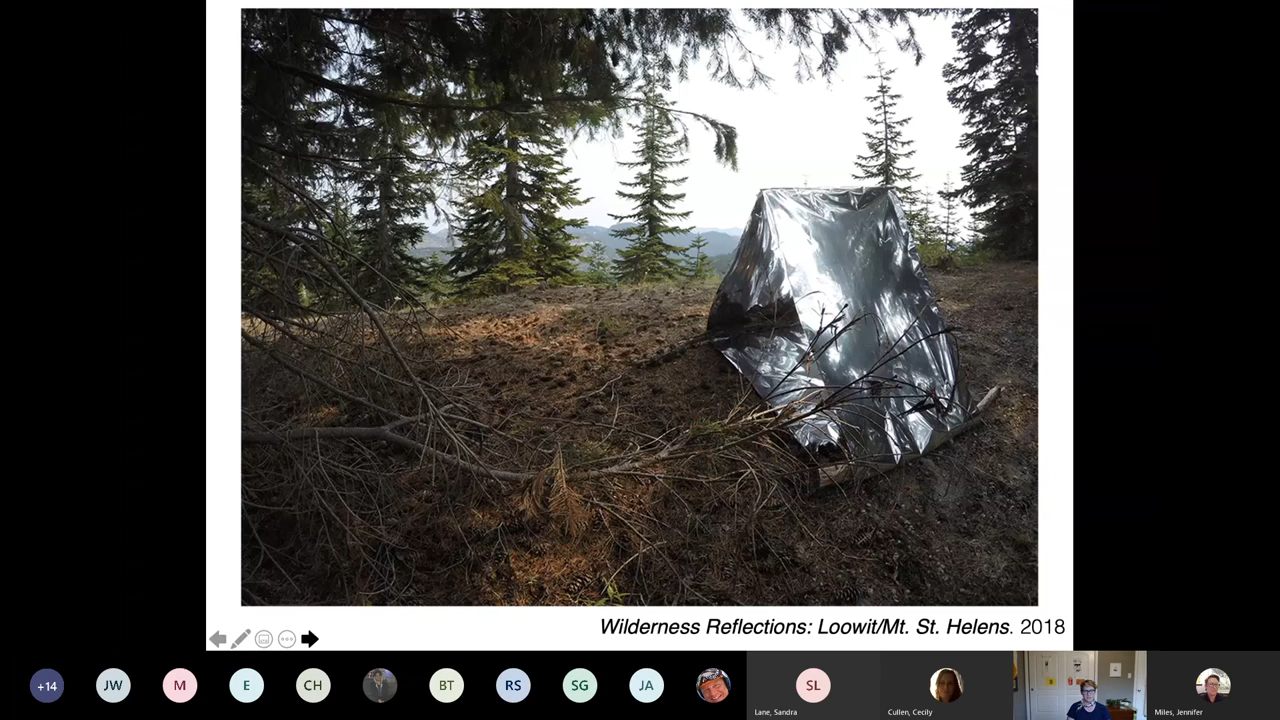 Wilderness Reflections: Loowit/Mt. St. Helens. 2018
+14
JW
M
E
CH
BT
RS
SG
JA
SL
Lane, Sandra
Cullen, Cecily
Miles, Jennifer